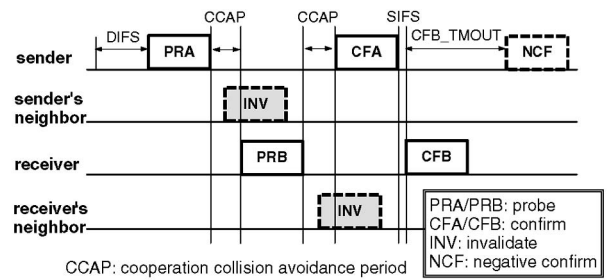 CCAP CCAP SIFS
DIFS PRA CFA CFB_TMOUT NCF
sender
sender's
neighbor
INV
receiver PRB CFB
receiver's
neighbor
INV
PRA/PRB: probe
CFA/CFB: confirm
INV: invalidate
NCF: negative confirm
CCAP: cooperation collision avoidance period